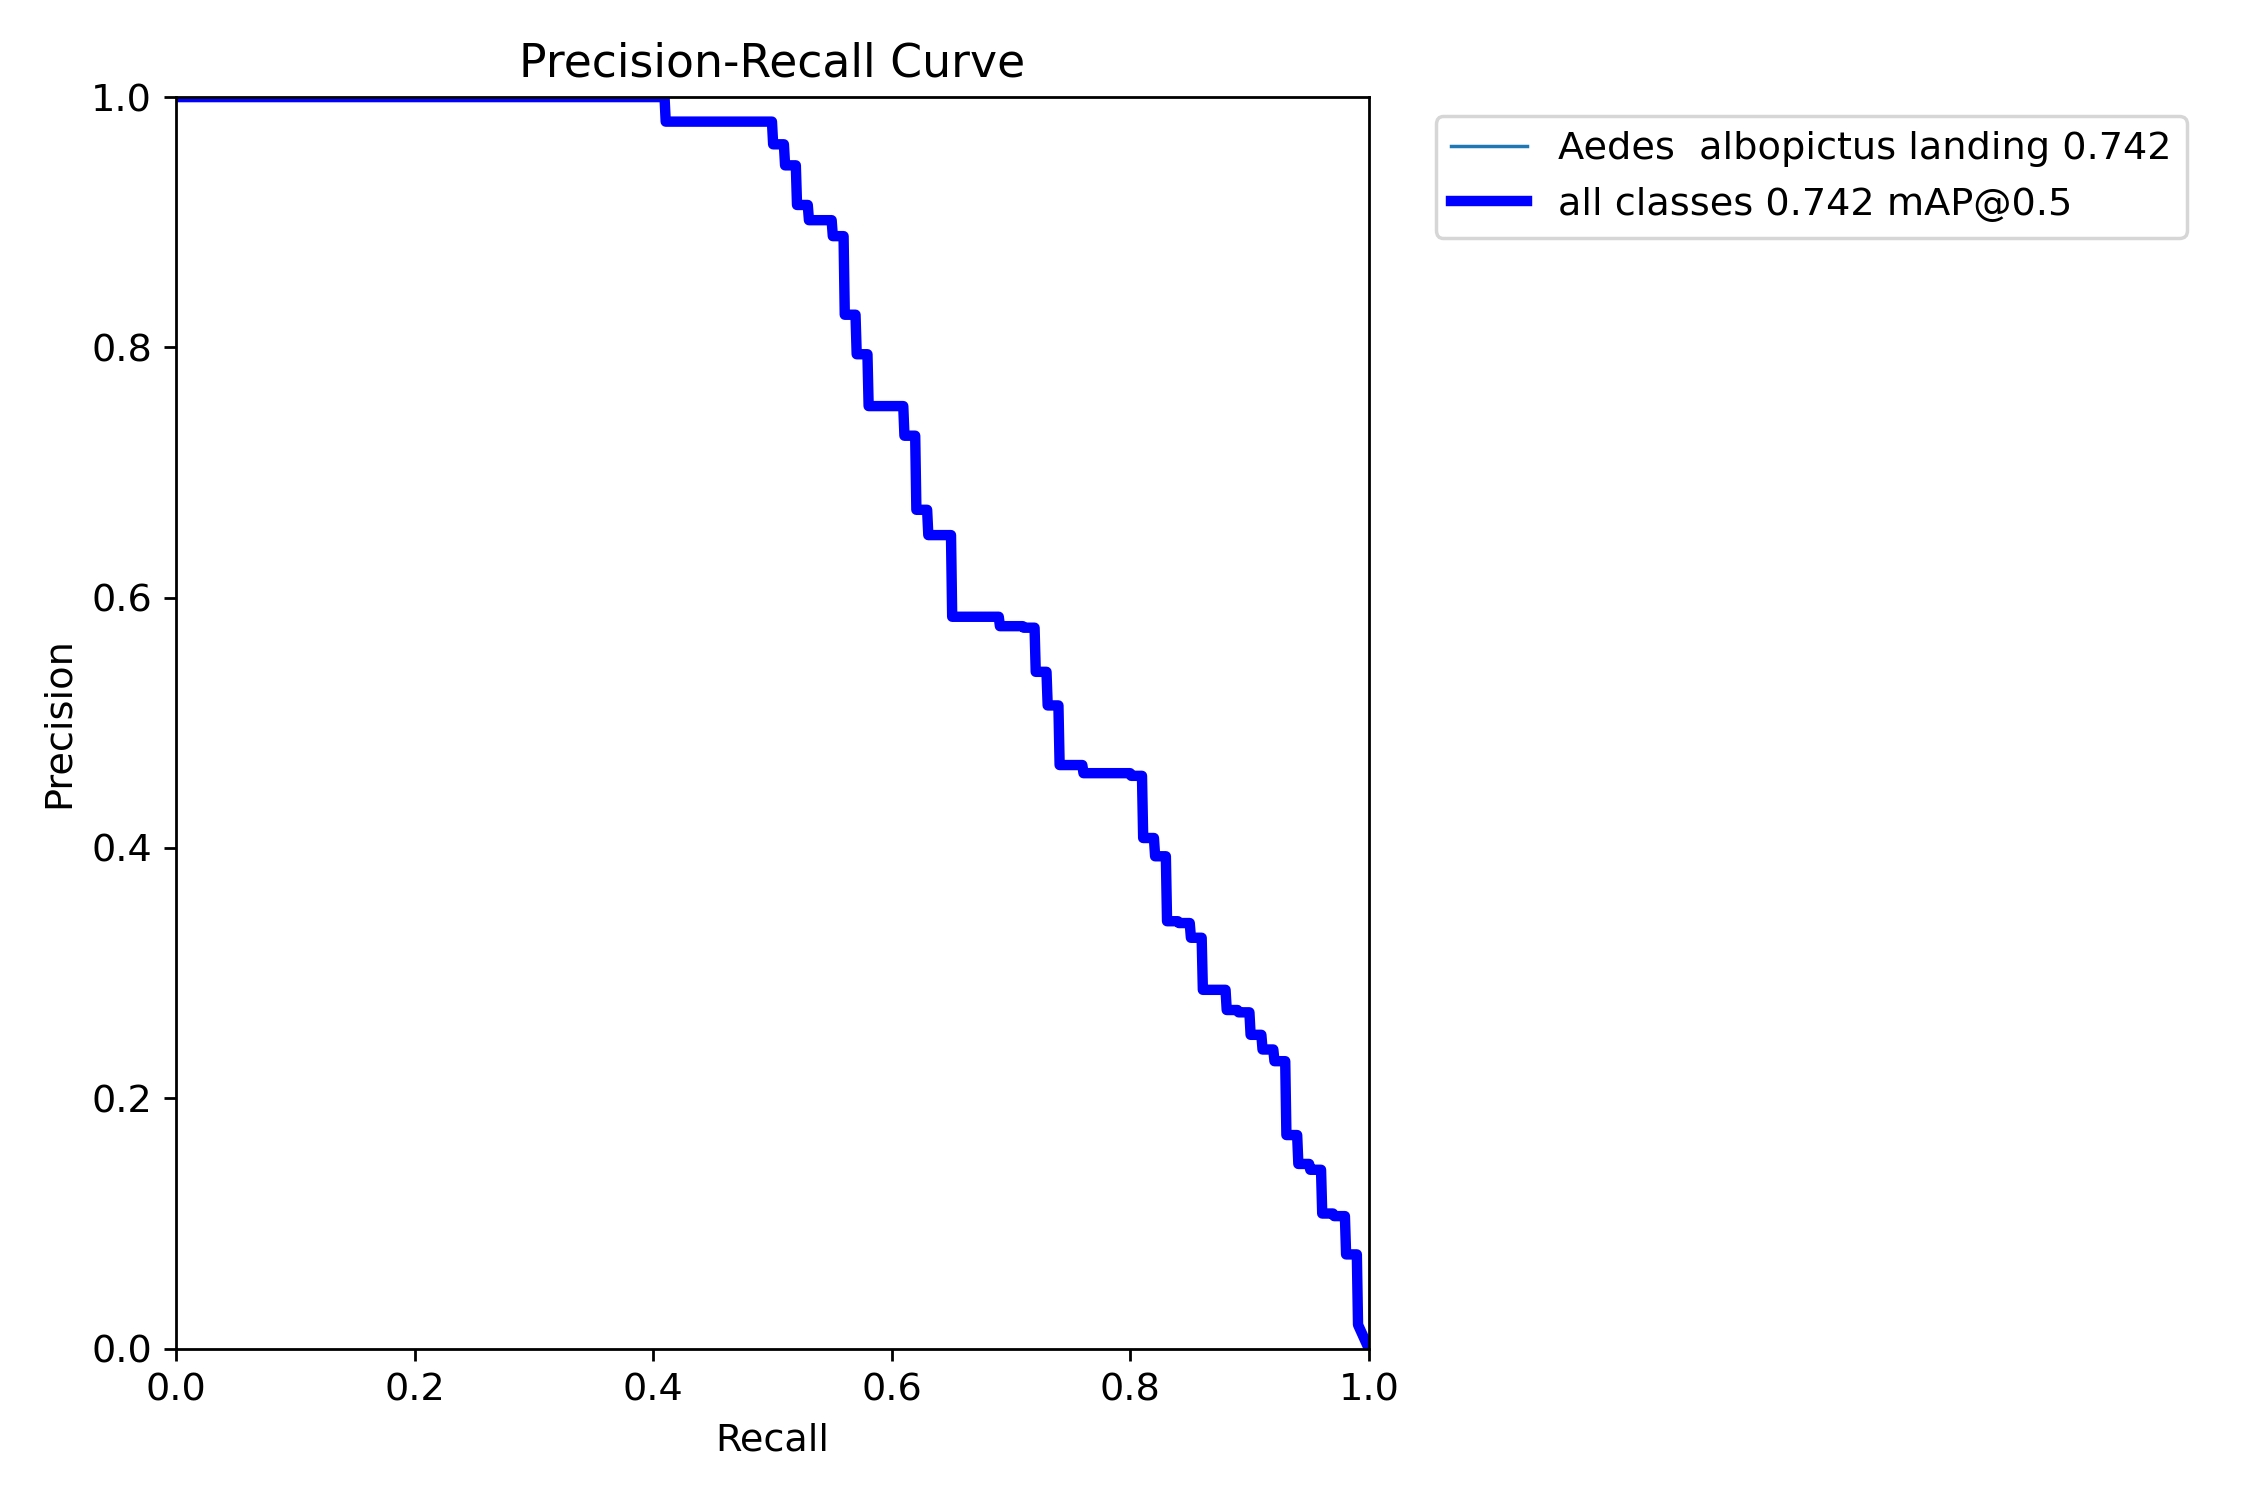 Precision-Recall Curve
1.0
0.8
0.6
0.4
0.2
0.0
Precision
0.0 0.2 0.4 0.6 0.8 1.0
Recall
Aedes  albopictus landing 0.742
all classes 0.742 mAP@0.5